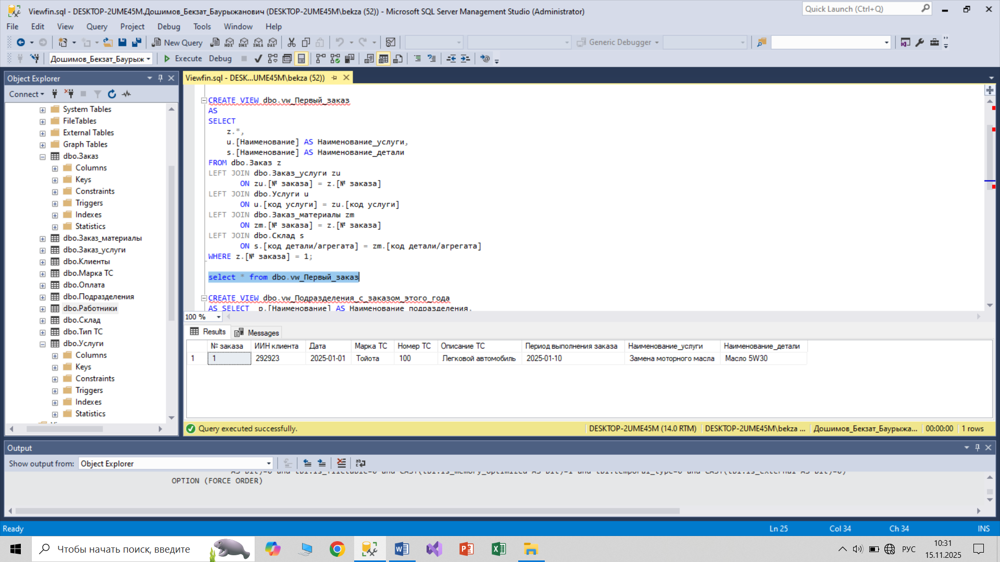 Viewfin.sql - DESKTOP-2UME45M.Дошимов_Бекзат_Баурыжанович (DESKTOP-2UME45M\bekza (52)) - Microsoft SQL Server Management Studio (Administrator)
Quick Launch (Ctrl+Q)
File Edit View Query Project Debug Tools Window Help
New Query MDX DMX XMLA DAX Generic Debugger
Дошимов_Бекзат_Баурыж Execute Debug
Object Explorer
Viewfin.sql - DESK...UME45M\bekza (52))
Connect
System Tables
FileTables
External Tables
Graph Tables
dbo.Заказ
Columns
Keys
Constraints
Triggers
Indexes
Statistics
dbo.Заказ_материалы
dbo.Заказ_услуги
dbo.Клиенты
dbo.Марка ТС
dbo.Оплата
dbo.Подразделения
dbo.Работники
dbo.Склад
dbo.Тип ТС
dbo.Услуги
Columns
Keys
Constraints
Triggers
Indexes
Statistics
CREATE VIEW dbo.vw_Первый_заказ
AS
SELECT
z.*,
u.[Наименование] AS Наименование_услуги,
s.[Наименование] AS Наименование_детали
FROM dbo.Заказ z
LEFT JOIN dbo.Заказ_услуги zu
ON zu.[№ заказа] = z.[№ заказа]
LEFT JOIN dbo.Услуги u
ON u.[код услуги] = zu.[код услуги]
LEFT JOIN dbo.Заказ_материалы zm
ON zm.[№ заказа] = z.[№ заказа]
LEFT JOIN dbo.Склад s
ON s.[код детали/агрегата] = zm.[код детали/агрегата]
WHERE z.[№ заказа] = 1;
select * from dbo.vw_Первый_заказ
CREATE VIEW dbo.vw_Подразделения_с_заказом_этого_года
AS SELECT p.[Наименование] AS Наименование_подразделения,
100 %
Results Messages
№ заказа ИИН клиента Дата Марка ТС Номер ТС Описание ТС Период выполнения заказа Наименование_услуги Наименование_детали
1 1 292923 2025-01-01 Тойота 100 Легковой автомобиль 2025-01-10 Замена моторного масла Масло 5W30
Query executed successfully. DESKTOP-2UME45M (14.0 RTM) DESKTOP-2UME45M\bekza ... Дошимов_Бекзат_Баурыжа... 00:00:00 1 rows
Output
Show output from: Object Explorer
AS bit)=0 and tbl.is_filetable=0 and CAST(tbl.is_memory_optimized AS bit)=1 and tbl.temporal_type=0 and CAST(tbl.is_external AS bit)=0)
OPTION (FORCE ORDER)
Ready Ln 25 Col 34 Ch 34 INS
Чтобы начать поиск, введите
РУС
10:31
15.11.2025